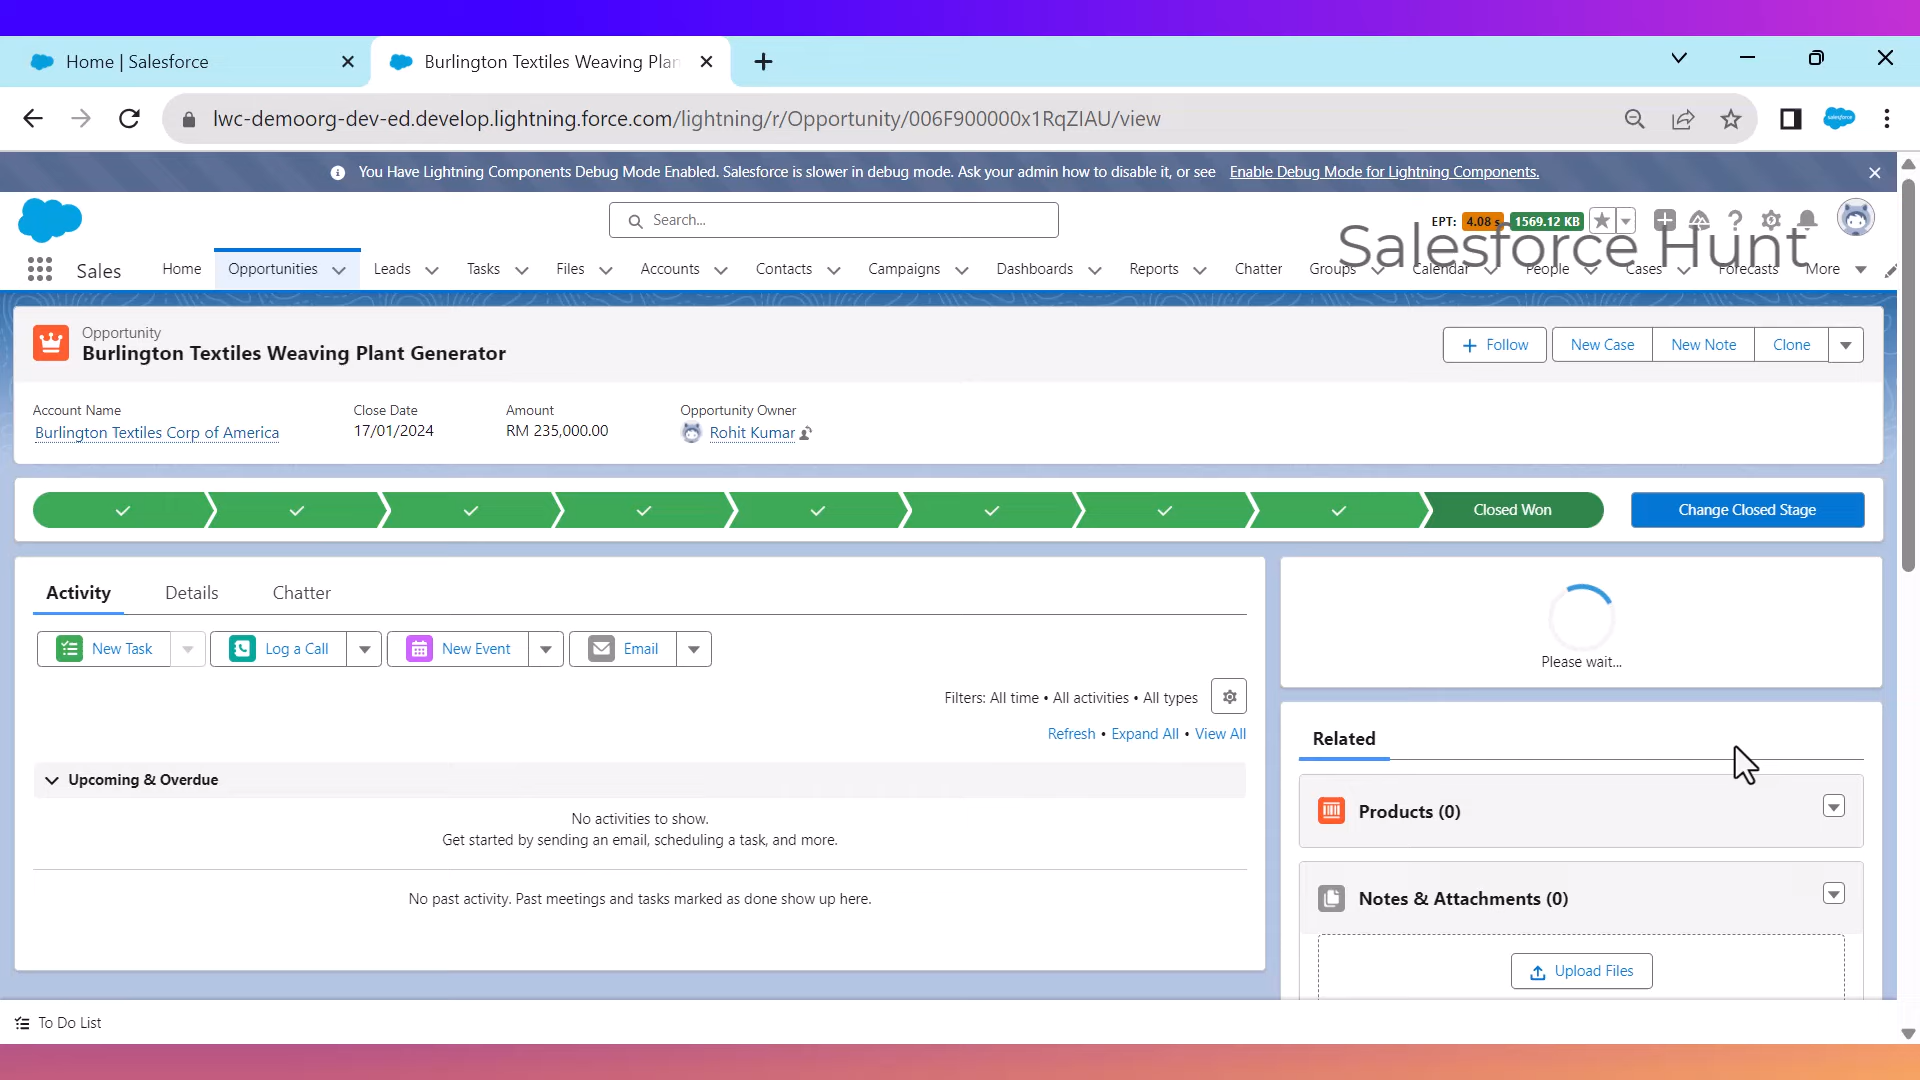 Home | Salesforce
Burlington Textiles Weaving Plan
lwc-demoorg-dev-ed.develop.lightning.force.com/lightning/r/Opportunity/006F900000x1RqZIAU/view
salesforce
You Have Lightning Components Debug Mode Enabled. Salesforce is slower in debug mode. Ask your admin how to disable it, or see Enable Debug Mode for Lightning Components.
Search...
EPT: 4.08 s 1569.12 KB
Salesforce Hunt
Sales Home Opportunities Leads Tasks Files Accounts Contacts Campaigns Dashboards Reports Chatter Groups Calendar People Cases Forecasts More
Opportunity
Burlington Textiles Weaving Plant Generator
Follow New Case New Note Clone
Account Name Close Date Amount Opportunity Owner
Burlington Textiles Corp of America 17/01/2024 RM 235,000.00 Rohit Kumar
Closed Won Change Closed Stage
Activity Details Chatter
New Task Log a Call New Event Email
Please wait...
Filters: All time • All activities • All types
Refresh • Expand All • View All
Related
Upcoming & Overdue
Products (0)
No activities to show.
Get started by sending an email, scheduling a task, and more.
No past activity. Past meetings and tasks marked as done show up here.
Notes & Attachments (0)
Upload Files
To Do List